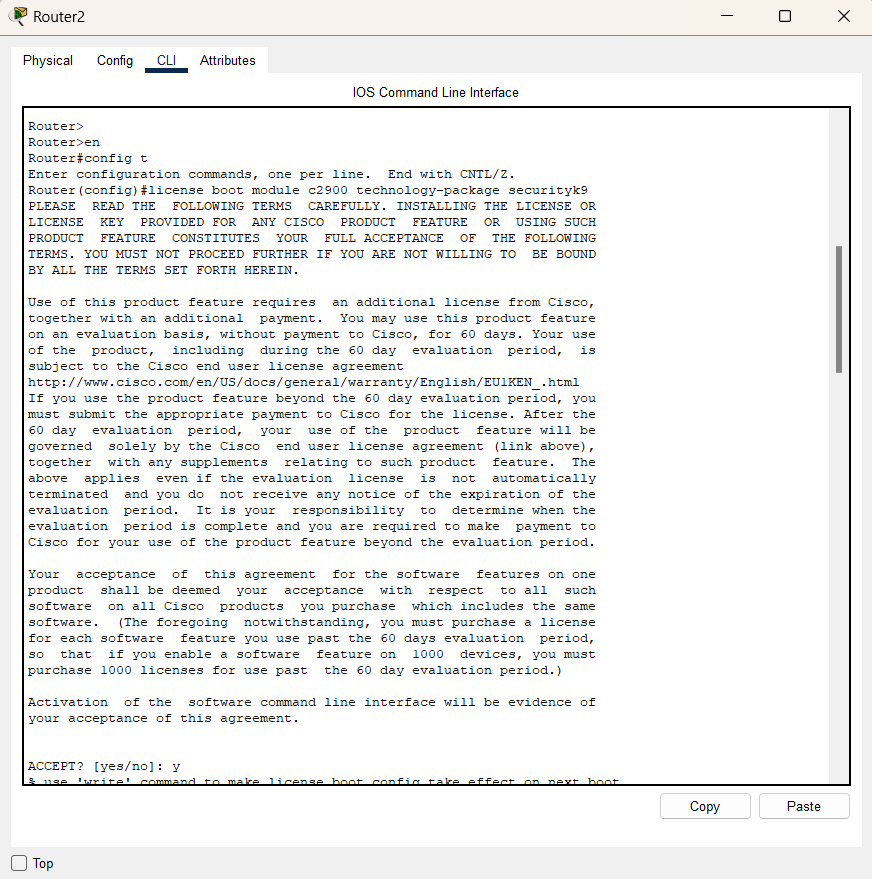 Router2
Physical Config CLI Attributes
IOS Command Line Interface
Router>
Router>en
Router#config t
Enter configuration commands, one per line.  End with CNTL/Z.
Router(config)#license boot module c2900 technology-package securityk9
PLEASE  READ THE  FOLLOWING TERMS  CAREFULLY. INSTALLING THE LICENSE OR
LICENSE  KEY  PROVIDED FOR  ANY CISCO  PRODUCT  FEATURE  OR  USING SUCH
PRODUCT  FEATURE  CONSTITUTES  YOUR  FULL ACCEPTANCE  OF  THE FOLLOWING
TERMS. YOU MUST NOT PROCEED FURTHER IF YOU ARE NOT WILLING TO  BE BOUND
BY ALL THE TERMS SET FORTH HEREIN.

Use of this product feature requires  an additional license from Cisco,
together with an additional  payment.  You may use this product feature
on an evaluation basis, without payment to Cisco, for 60 days. Your use
of the  product,  including  during the 60 day  evaluation  period,  is
subject to the Cisco end user license agreement
http://www.cisco.com/en/US/docs/general/warranty/English/EU1KEN_.html
If you use the product feature beyond the 60 day evaluation period, you
must submit the appropriate payment to Cisco for the license. After the
60 day  evaluation  period,  your  use of the  product  feature will be
governed  solely by the Cisco  end user license agreement (link above),
together  with any supplements  relating to such product  feature.  The
above  applies  even if the evaluation  license  is  not  automatically
terminated  and you do  not receive any notice of the expiration of the
evaluation  period.  It is your  responsibility  to  determine when the
evaluation  period is complete and you are required to make  payment to
Cisco for your use of the product feature beyond the evaluation period.

Your  acceptance  of  this agreement  for the software  features on one
product  shall be deemed  your  acceptance  with  respect  to all  such
software  on all Cisco  products  you purchase  which includes the same
software.  (The foregoing  notwithstanding, you must purchase a license
for each software  feature you use past the 60 days evaluation  period,
so  that  if you enable a software  feature on  1000  devices, you must
purchase 1000 licenses for use past  the 60 day evaluation period.)

Activation  of the  software command line interface will be evidence of
your acceptance of this agreement.

ACCEPT? [yes/no]: y
% use 'write' command to make license boot config take effect on next boot
Copy Paste
Top